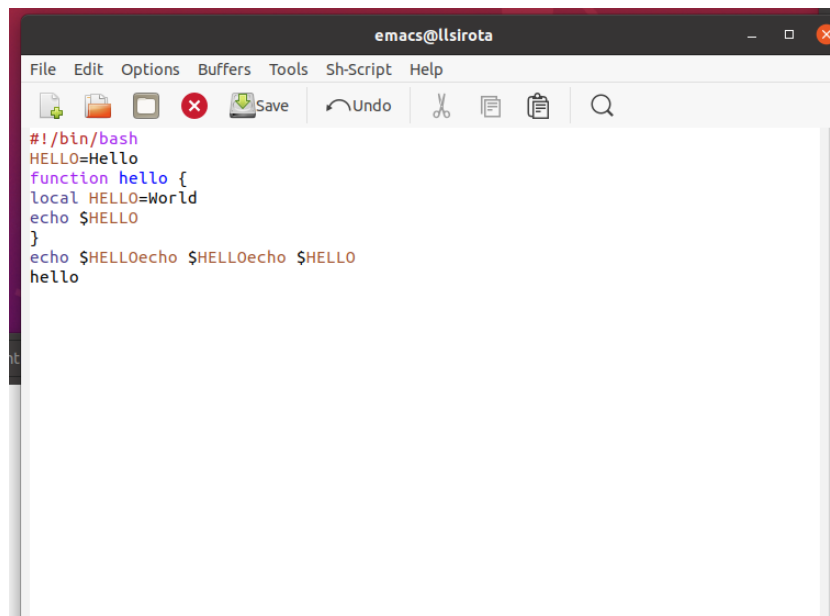 emacs@llsirota
File Edit Options Buffers Tools Sh-Script Help
Save Undo
#!/bin/bash
HELLO=Hello
function hello {
local HELLO=World
echo $HELLO
}
echo $HELLOecho $HELLOecho $HELLO
hello